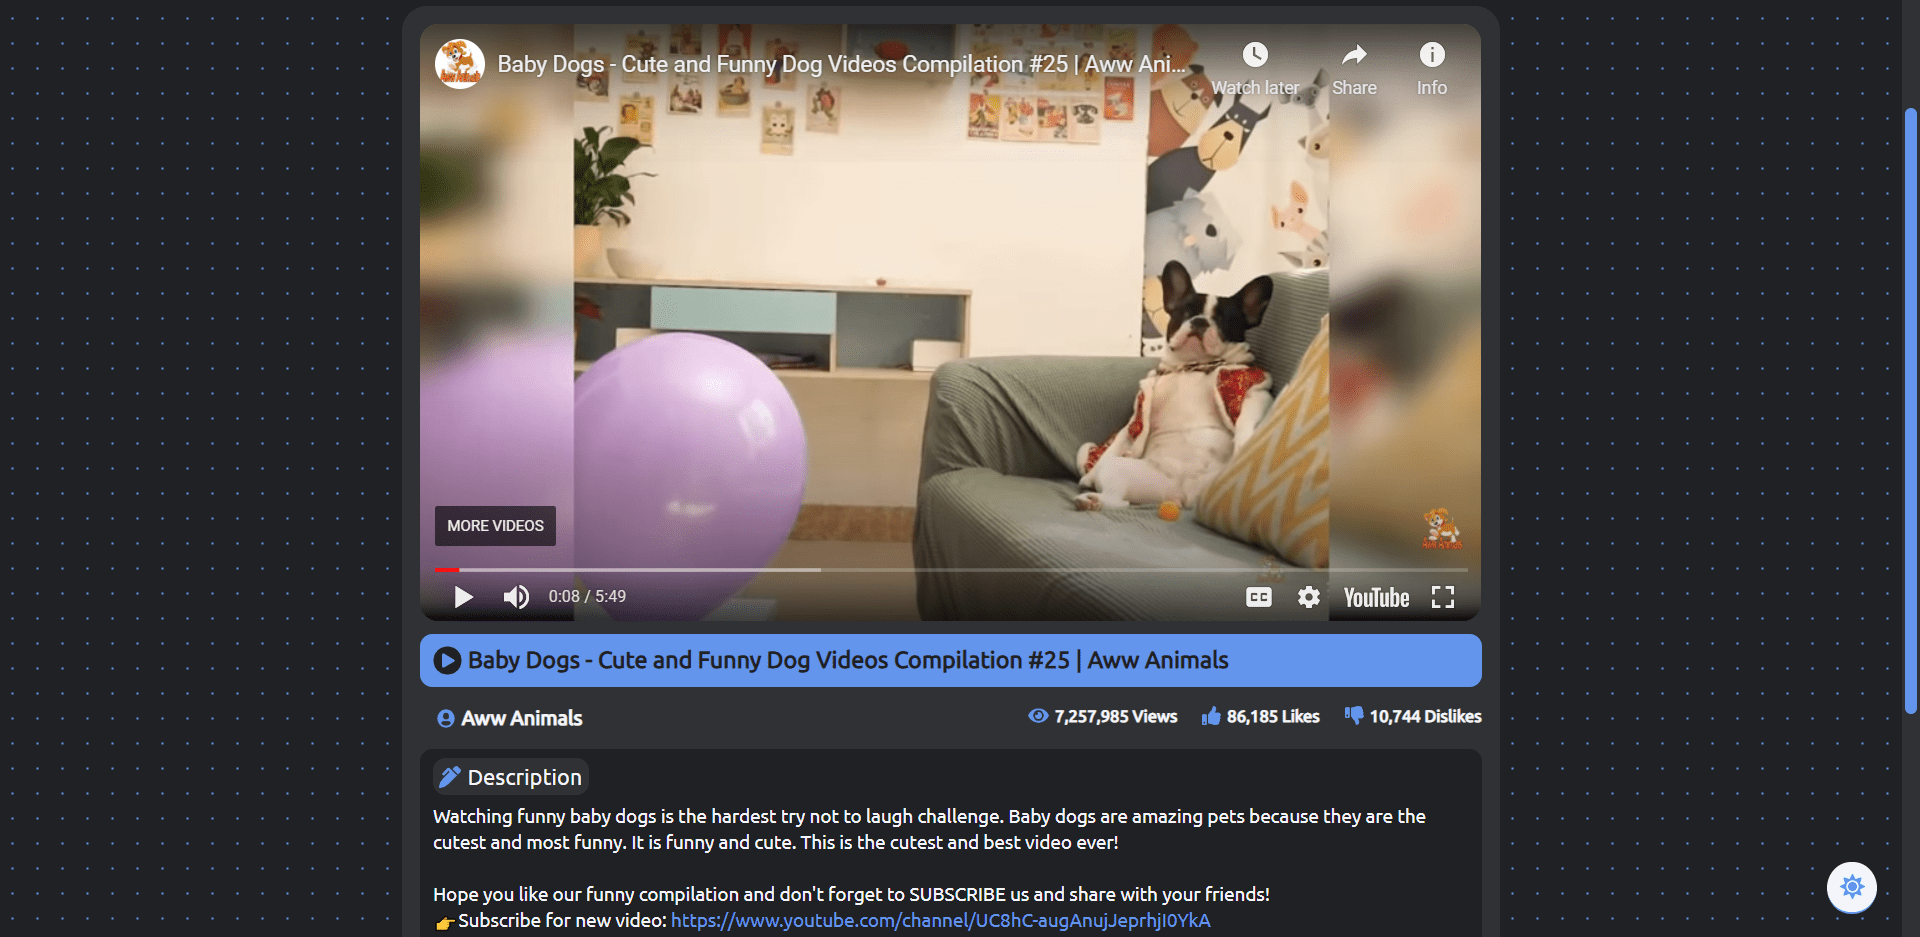 Baby Dogs - Cute and Funny Dog Videos Compilation #25 | Aww Ani...
Watch later
Share
Info
MORE VIDEOS
0:08 / 5:49
CC
YouTube
Baby Dogs - Cute and Funny Dog Videos Compilation #25 | Aww Animals
Aww Animals
7,257,985 Views
86,185 Likes
10,744 Dislikes
Description
Watching funny baby dogs is the hardest try not to laugh challenge. Baby dogs are amazing pets because they are the
cutest and most funny. It is funny and cute. This is the cutest and best video ever!
Hope you like our funny compilation and don't forget to SUBSCRIBE us and share with your friends!
👉Subscribe for new video: https://www.youtube.com/channel/UC8hC-augAnujJeprhjI0YkA